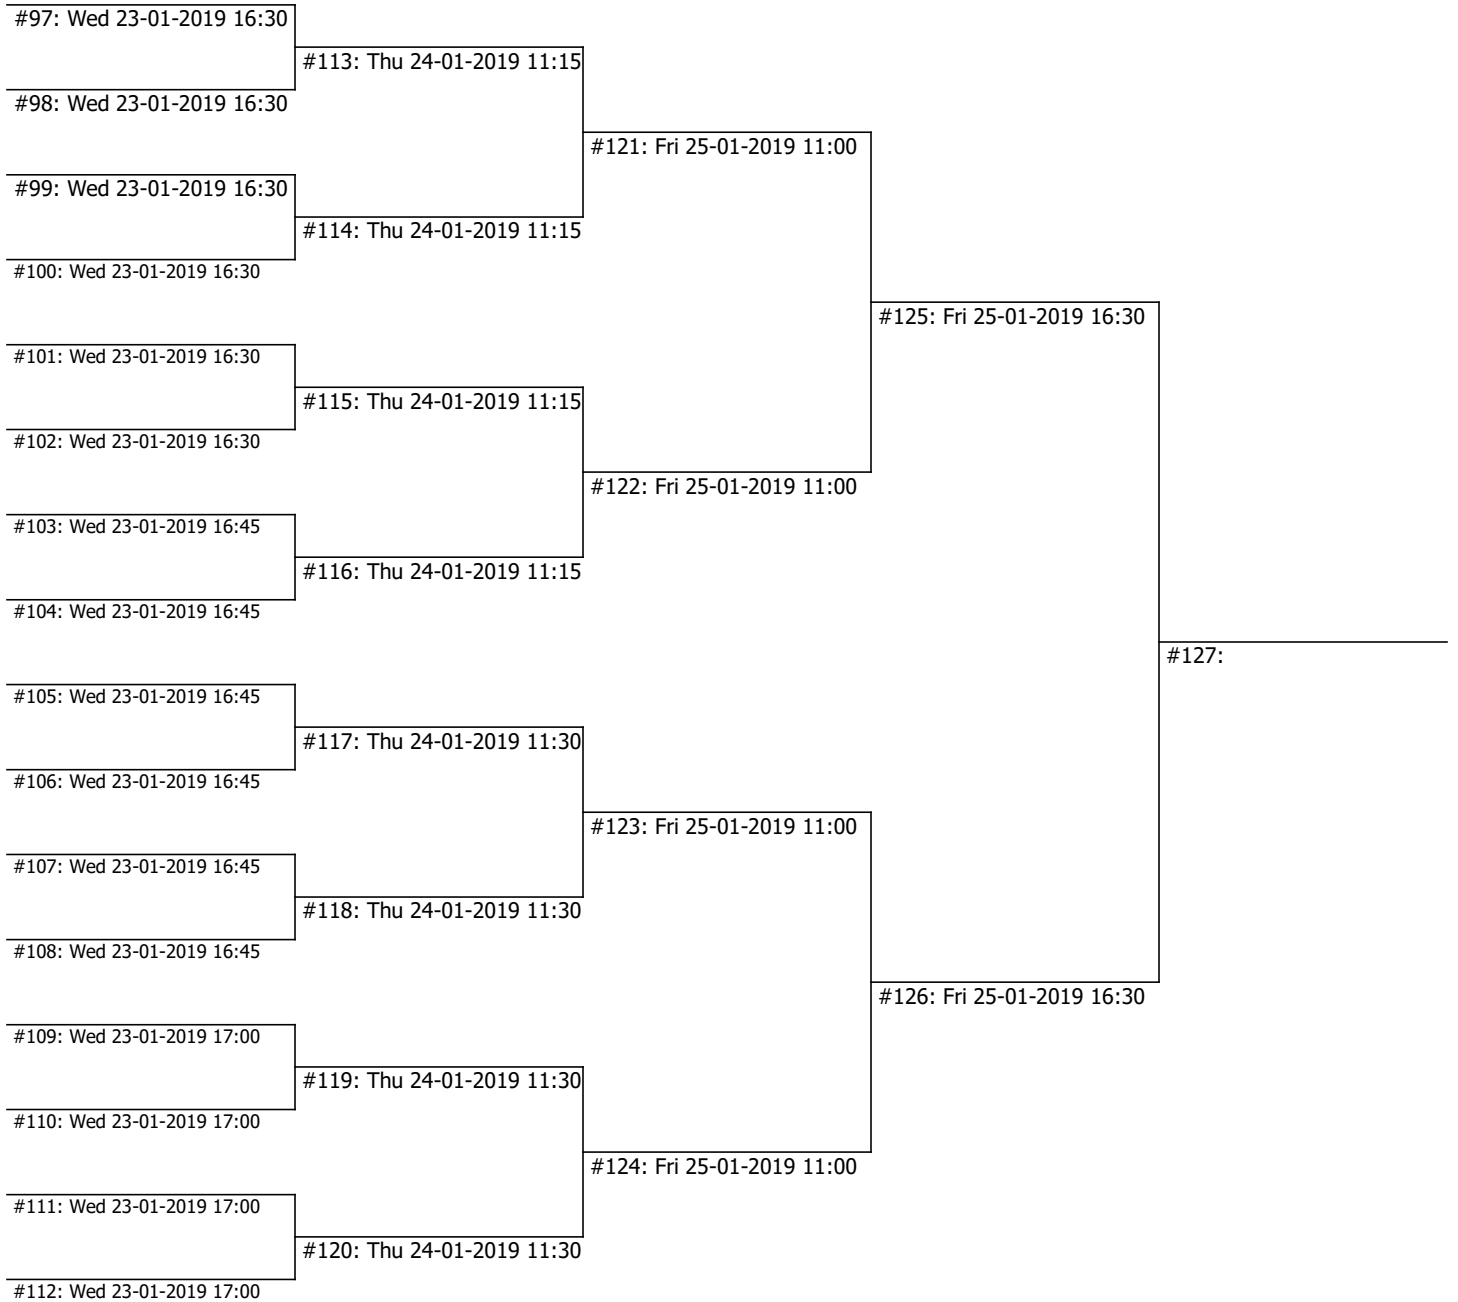 #97: Wed 23-01-2019 16:30
#113: Thu 24-01-2019 11:15
#98: Wed 23-01-2019 16:30
#121: Fri 25-01-2019 11:00
#99: Wed 23-01-2019 16:30
#114: Thu 24-01-2019 11:15
#100: Wed 23-01-2019 16:30
#125: Fri 25-01-2019 16:30
#101: Wed 23-01-2019 16:30
#115: Thu 24-01-2019 11:15
#102: Wed 23-01-2019 16:30
#122: Fri 25-01-2019 11:00
#103: Wed 23-01-2019 16:45
#116: Thu 24-01-2019 11:15
#104: Wed 23-01-2019 16:45
#127:
#105: Wed 23-01-2019 16:45
#117: Thu 24-01-2019 11:30
#106: Wed 23-01-2019 16:45
#123: Fri 25-01-2019 11:00
#107: Wed 23-01-2019 16:45
#118: Thu 24-01-2019 11:30
#108: Wed 23-01-2019 16:45
#126: Fri 25-01-2019 16:30
#109: Wed 23-01-2019 17:00
#119: Thu 24-01-2019 11:30
#110: Wed 23-01-2019 17:00
#124: Fri 25-01-2019 11:00
#111: Wed 23-01-2019 17:00
#120: Thu 24-01-2019 11:30
#112: Wed 23-01-2019 17:00